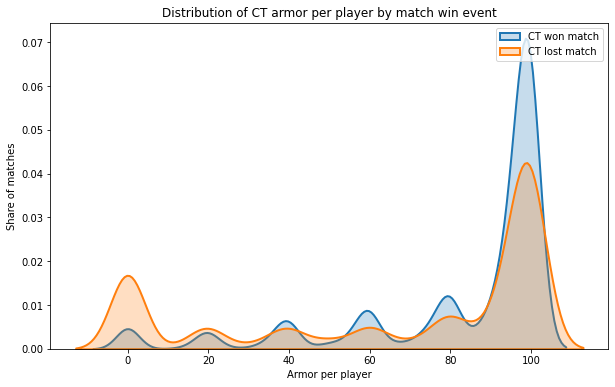 Distribution of CT armor per player by match win event
CT won match
CT lost match
Share of matches
0.07
0.06
0.05
0.04
0.03
0.02
0.01
0.00
0 20 40 60 80 100
Armor per player